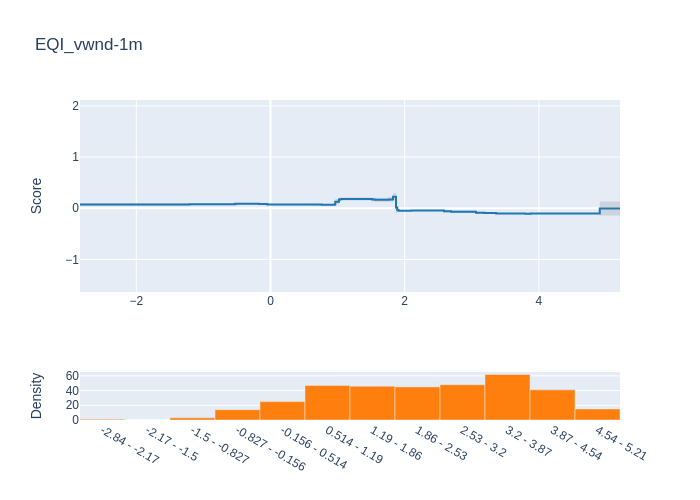 EQI_vwnd-1m
Score
2
1
0
−1
−2
0
2
4
Density
60
40
20
0
-2.84 - -2.17
-2.17 - -1.5
-1.5 - -0.827
-0.827 - -0.156
-0.156 - 0.514
0.514 - 1.19
1.19 - 1.86
1.86 - 2.53
2.53 - 3.2
3.2 - 3.87
3.87 - 4.54
4.54 - 5.21